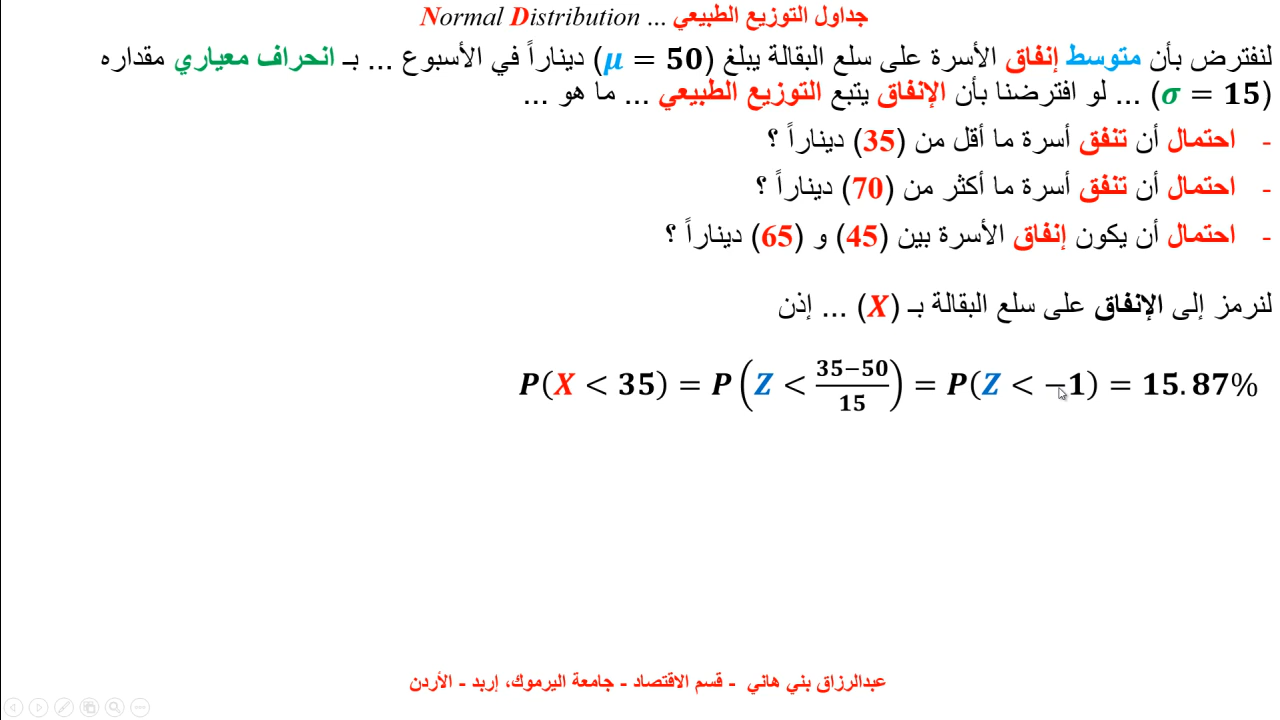 جداول التوزيع الطبيعي ... Normal Distribution
لنفترض بأن متوسط إنفاق الأسرة على سلع البقالة يبلغ (μ = 50) ديناراً في الأسبوع ... بـ انحراف معياري مقداره
(σ = 15) ... لو افترضنا بأن الإنفاق يتبع التوزيع الطبيعي ... ما هو ...
- احتمال أن تنفق أسرة ما أقل من (35) ديناراً ؟
- احتمال أن تنفق أسرة ما أكثر من (70) ديناراً ؟
- احتمال أن يكون إنفاق الأسرة بين (45) و (65) ديناراً ؟
لنرمز إلى الإنفاق على سلع البقالة بـ (X) ... إذن
P(X < 35) = P(Z < (35−50)/15) = P(Z < −1) = 15.87%
عبدالرزاق بني هاني - قسم الاقتصاد - جامعة اليرموك، إربد - الأردن